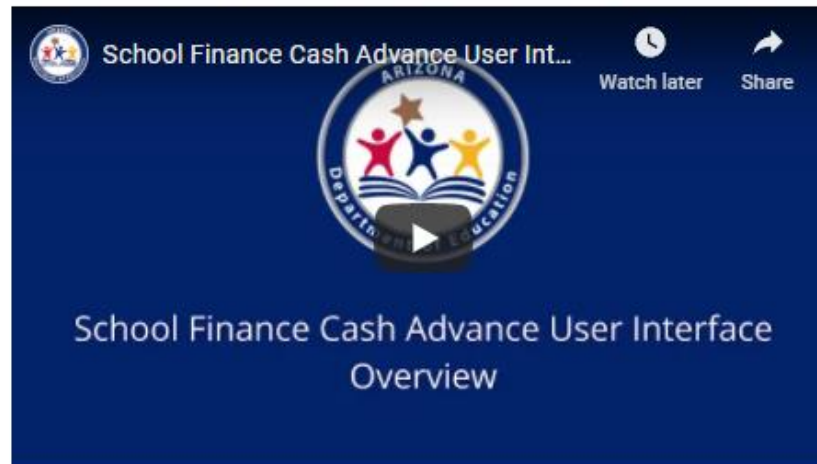 School Finance Cash Advance User Int...
Watch later
Share
ARIZONA
Department of Education
School Finance Cash Advance User Interface
Overview